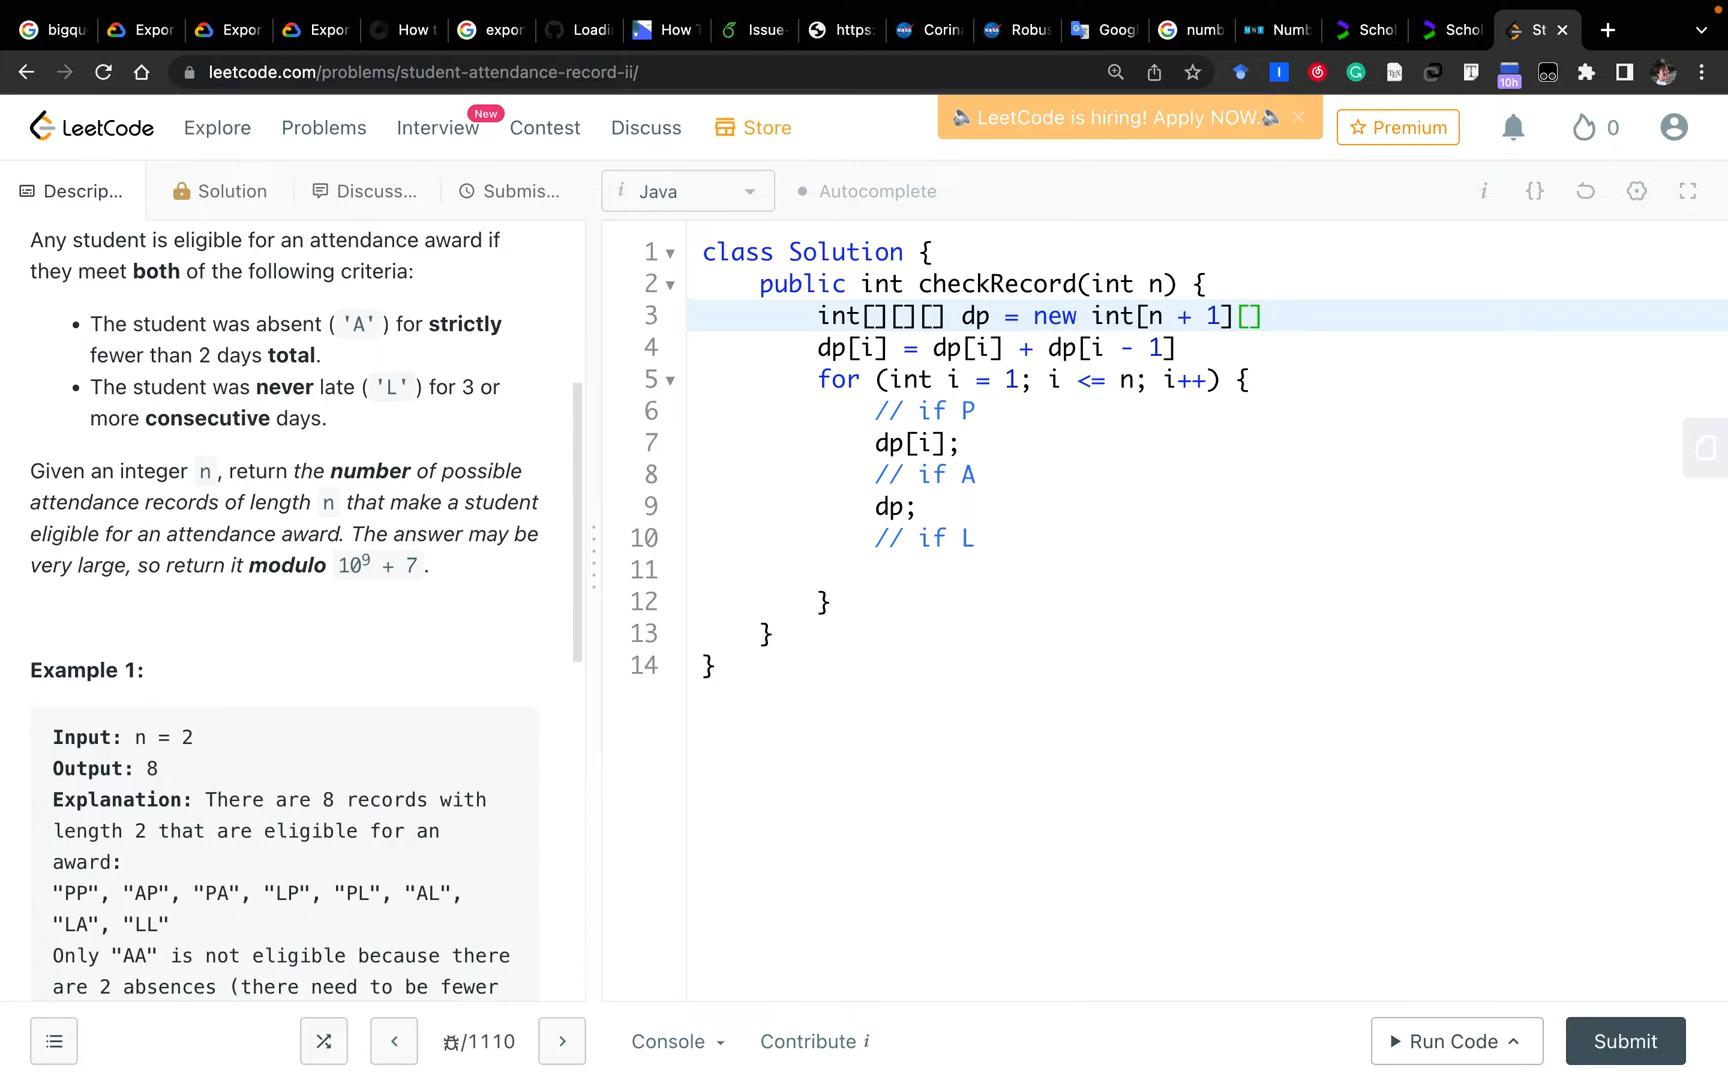 bigqu
Expor
Expor
Expor
How t
expor
Loadi
How T
Issue-
https:
Corin
Robus
Goog
numb
Numb
Schol
Schol
St
leetcode.com/problems/student-attendance-record-ii/
10h
LeetCode
Explore
Problems
Interview
New
Contest
Discuss
Store
LeetCode is hiring! Apply NOW.
Premium
0
Descrip...
Solution
Discuss...
Submis...
i Java
Autocomplete
i {}
Any student is eligible for an attendance award if
they meet both of the following criteria:
• The student was absent ( 'A' ) for strictly
fewer than 2 days total.
• The student was never late ( 'L' ) for 3 or
more consecutive days.
Given an integer n , return the number of possible
attendance records of length n that make a student
eligible for an attendance award. The answer may be
very large, so return it modulo 10⁹ + 7 .
Example 1:
Input: n = 2
Output: 8
Explanation: There are 8 records with
length 2 that are eligible for an
award:
"PP", "AP", "PA", "LP", "PL", "AL",
"LA", "LL"
Only "AA" is not eligible because there
are 2 absences (there need to be fewer
1 class Solution {
2 public int checkRecord(int n) {
3 int[][][] dp = new int[n + 1][]
4 dp[i] = dp[i] + dp[i - 1]
5 for (int i = 1; i <= n; i++) {
6 // if P
7 dp[i];
8 // if A
9 dp;
10 // if L
11
12 }
13 }
14 }
/1110
Console
Contribute i
Run Code
Submit